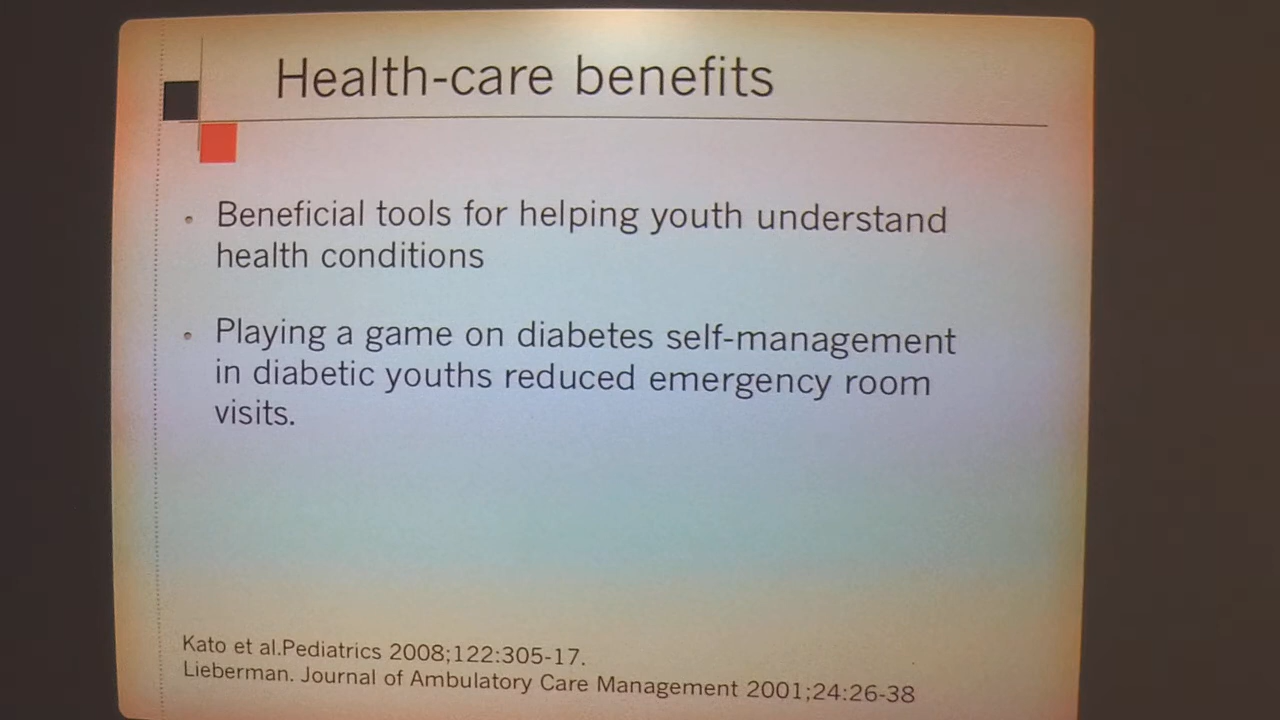 Health-care benefits
Beneficial tools for helping youth understand
health conditions
Playing a game on diabetes self-management
in diabetic youths reduced emergency room
visits.
Kato et al.Pediatrics 2008;122:305-17.
Lieberman. Journal of Ambulatory Care Management 2001;24:26-38